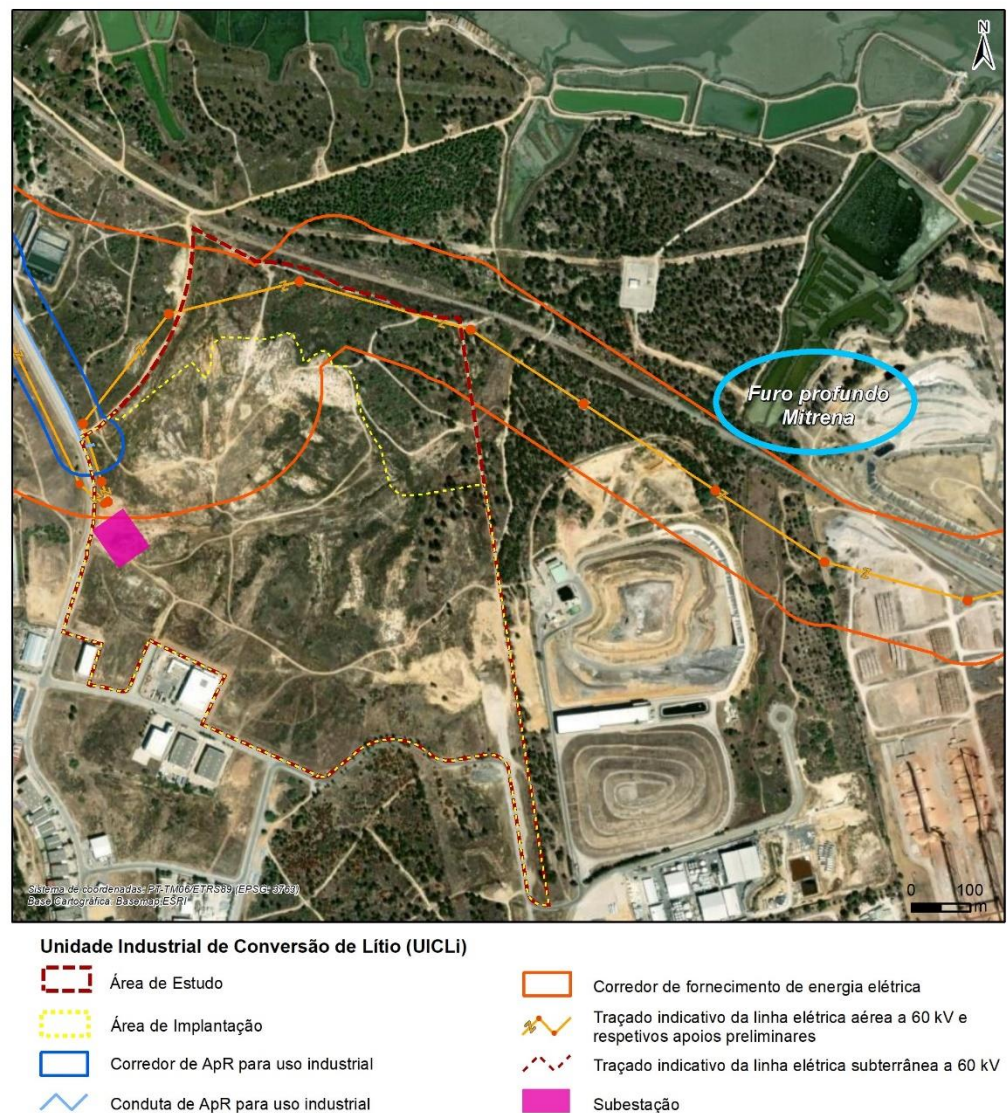 N
Furo profundo
Mitrena
Sistema de coordenadas: PT-TM06/ETRS89 (EPSG: 3763)
Base Cartográfica: Basemap ESRI
0 100
m
Unidade Industrial de Conversão de Lítio (UICLi)
Área de Estudo
Área de Implantação
Corredor de ApR para uso industrial
Conduta de ApR para uso industrial
Corredor de fornecimento de energia elétrica
Traçado indicativo da linha elétrica aérea a 60 kV e
respetivos apoios preliminares
Traçado indicativo da linha elétrica subterrânea a 60 kV
Subestação